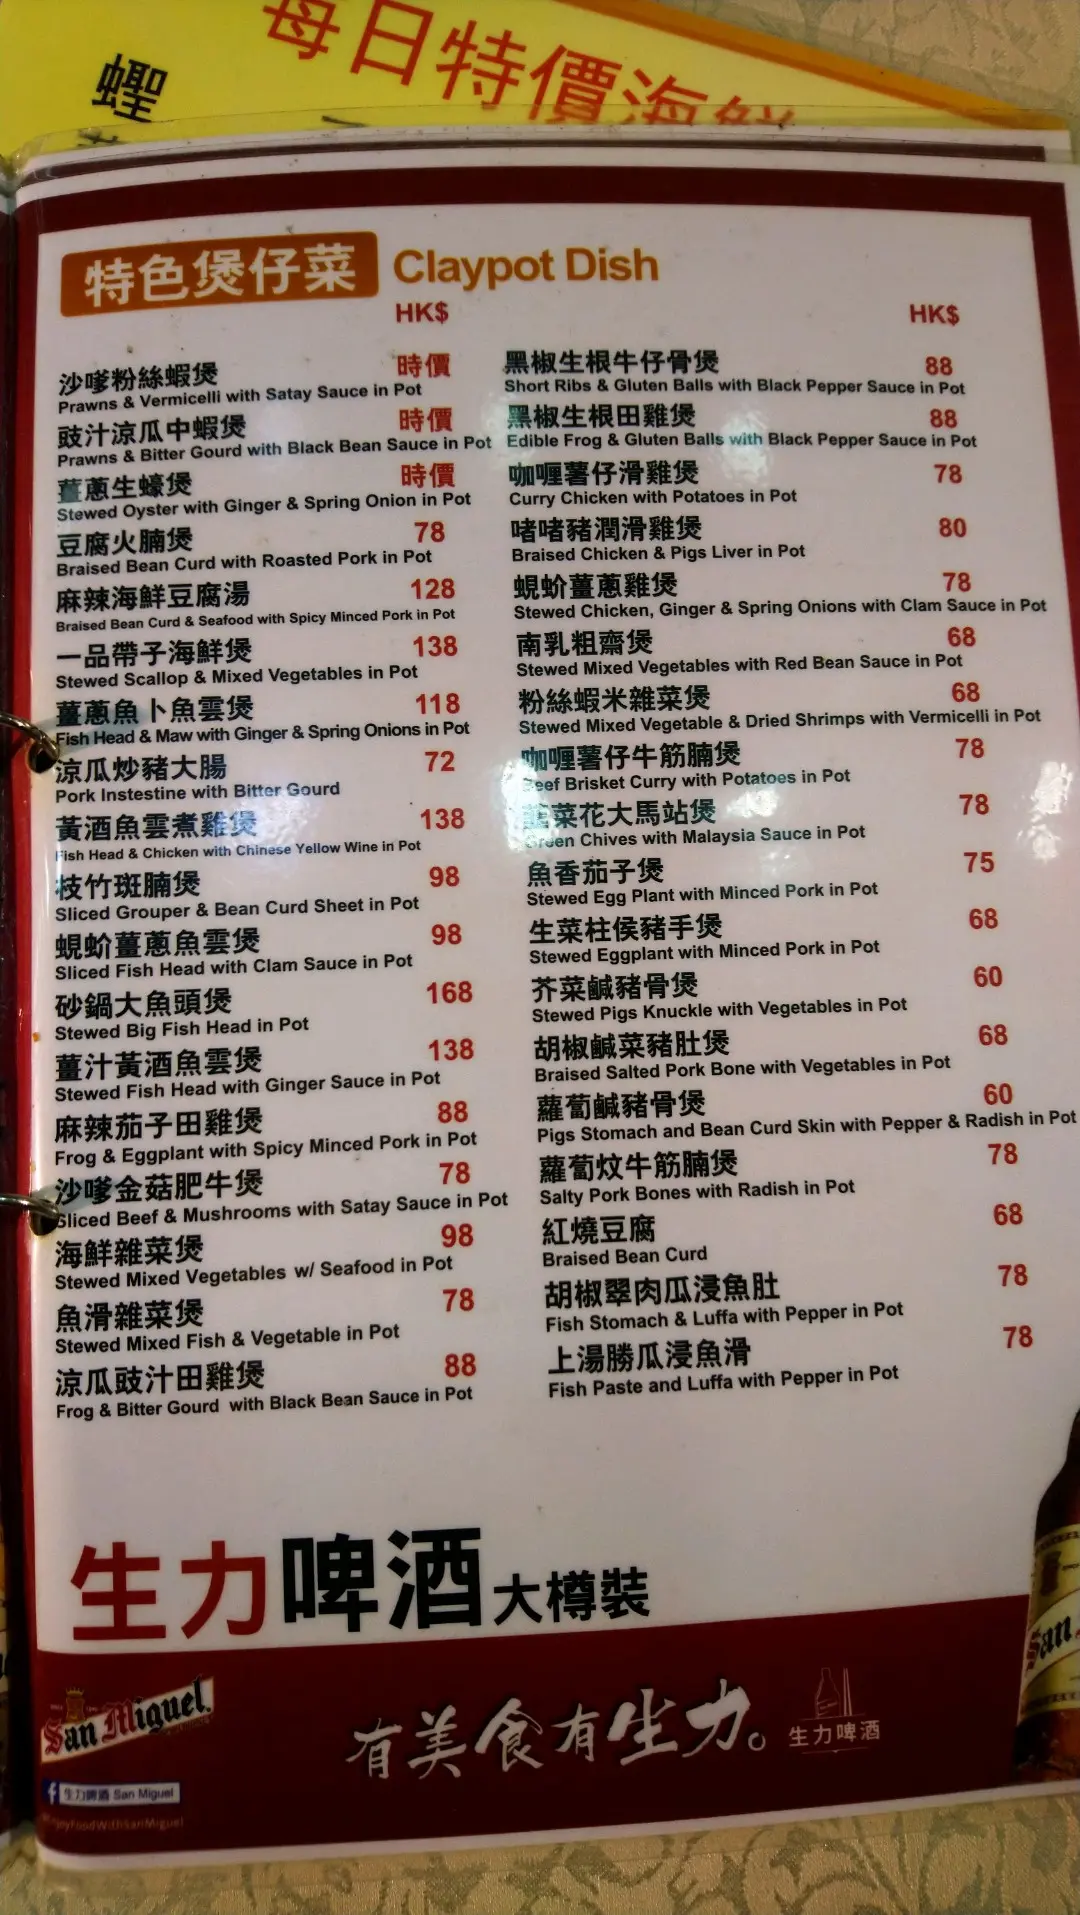 每日特價海鮮
蟶
特色煲仔菜 Claypot Dish
HK$
沙嗲粉絲蝦煲 時價
Prawns & Vermicelli with Satay Sauce in Pot
豉汁涼瓜中蝦煲 時價
Prawns & Bitter Gourd with Black Bean Sauce in Pot
薑蔥生蠔煲 時價
Stewed Oyster with Ginger & Spring Onion in Pot
豆腐火腩煲 78
Braised Bean Curd with Roasted Pork in Pot
麻辣海鮮豆腐湯 128
Braised Bean Curd & Seafood with Spicy Minced Pork in Pot
一品帶子海鮮煲 138
Stewed Scallop & Mixed Vegetables in Pot
薑蔥魚卜魚雲煲 118
Fish Head & Maw with Ginger & Spring Onions in Pot
涼瓜炒豬大腸 72
Pork Instestine with Bitter Gourd
黃酒魚雲煮雞煲 138
Fish Head & Chicken with Chinese Yellow Wine in Pot
枝竹斑腩煲 98
Sliced Grouper & Bean Curd Sheet in Pot
蜆蚧薑蔥魚雲煲 98
Sliced Fish Head with Clam Sauce in Pot
砂鍋大魚頭煲 168
Stewed Big Fish Head in Pot
薑汁黃酒魚雲煲 138
Stewed Fish Head with Ginger Sauce in Pot
麻辣茄子田雞煲 88
Frog & Eggplant with Spicy Minced Pork in Pot
沙嗲金菇肥牛煲 78
Sliced Beef & Mushrooms with Satay Sauce in Pot
海鮮雜菜煲 98
Stewed Mixed Vegetables w/ Seafood in Pot
魚滑雜菜煲 78
Stewed Mixed Fish & Vegetable in Pot
涼瓜豉汁田雞煲 88
Frog & Bitter Gourd with Black Bean Sauce in Pot
HK$
黑椒生根牛仔骨煲 88
Short Ribs & Gluten Balls with Black Pepper Sauce in Pot
黑椒生根田雞煲 88
Edible Frog & Gluten Balls with Black Pepper Sauce in Pot
咖喱薯仔滑雞煲 78
Curry Chicken with Potatoes in Pot
啫啫豬潤滑雞煲 80
Braised Chicken & Pigs Liver in Pot
蜆蚧薑蔥雞煲 78
Stewed Chicken, Ginger & Spring Onions with Clam Sauce in Pot
南乳粗齋煲 68
Stewed Mixed Vegetables with Red Bean Sauce in Pot
粉絲蝦米雜菜煲 68
Stewed Mixed Vegetable & Dried Shrimps with Vermicelli in Pot
咖喱薯仔牛筋腩煲 78
Beef Brisket Curry with Potatoes in Pot
韭菜花大馬站煲 78
Green Chives with Malaysia Sauce in Pot
魚香茄子煲 75
Stewed Egg Plant with Minced Pork in Pot
生菜柱侯豬手煲 68
Stewed Eggplant with Minced Pork in Pot
芥菜鹹豬骨煲 60
Stewed Pigs Knuckle with Vegetables in Pot
胡椒鹹菜豬肚煲 68
Braised Salted Pork Bone with Vegetables in Pot
蘿蔔鹹豬骨煲 60
Pigs Stomach and Bean Curd Skin with Pepper & Radish in Pot
蘿蔔炆牛筋腩煲 78
Salty Pork Bones with Radish in Pot
紅燒豆腐 68
Braised Bean Curd
胡椒翠肉瓜浸魚肚 78
Fish Stomach & Luffa with Pepper in Pot
上湯勝瓜浸魚滑 78
Fish Paste and Luffa with Pepper in Pot
生力啤酒大樽裝
San Miguel
有美食有生力。
生力啤酒
生力啤酒 San Miguel
#EnjoyFoodWithSanMiguel
San